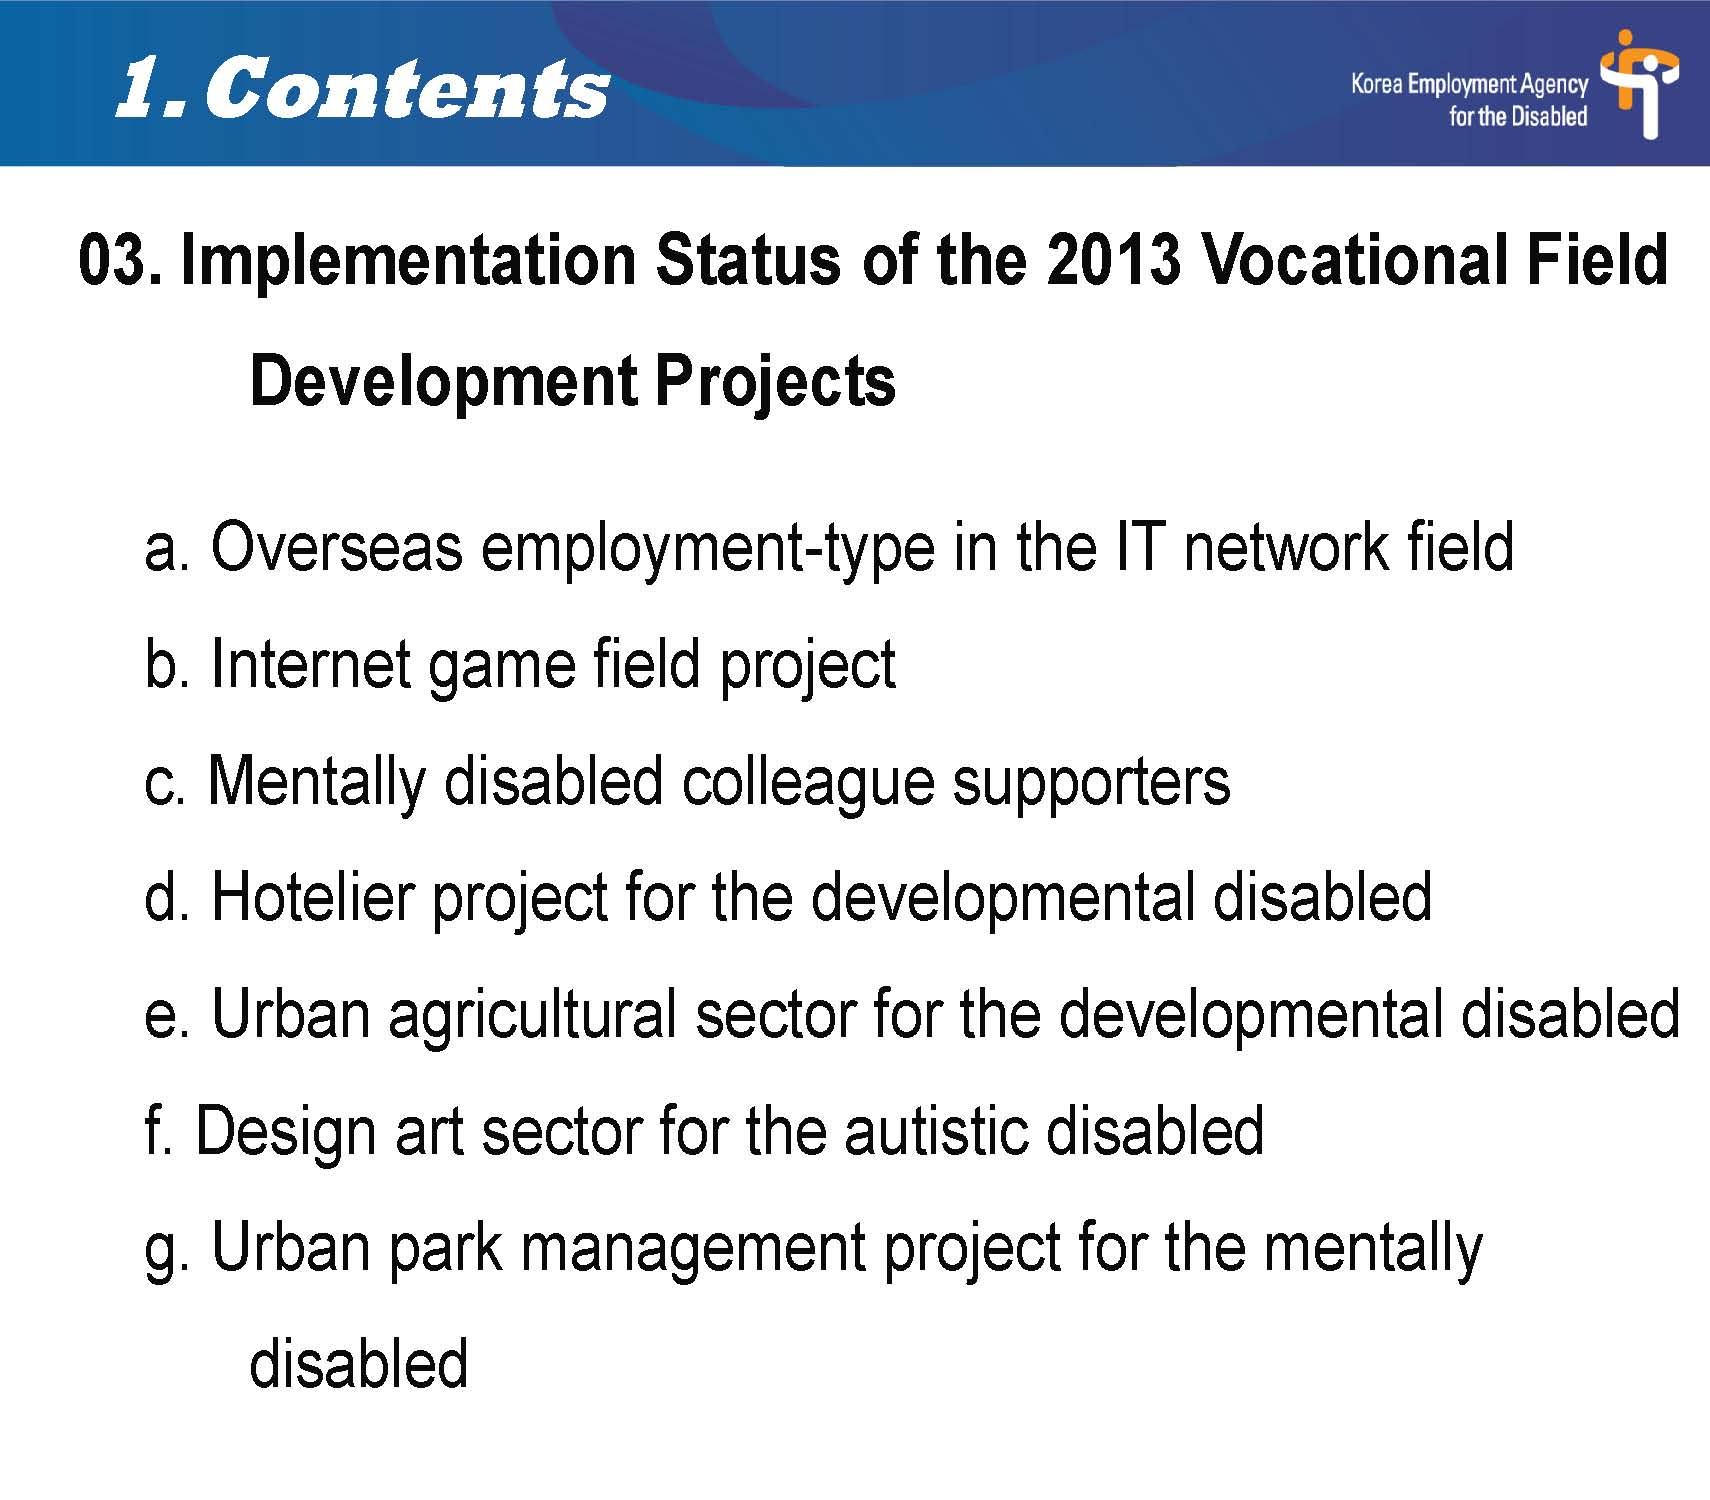 1. Contents
Korea Employment Agency
for the Disabled
03. Implementation Status of the 2013 Vocational Field
Development Projects
a. Overseas employment-type in the IT network field
b. Internet game field project
c. Mentally disabled colleague supporters
d. Hotelier project for the developmental disabled
e. Urban agricultural sector for the developmental disabled
f. Design art sector for the autistic disabled
g. Urban park management project for the mentally
disabled